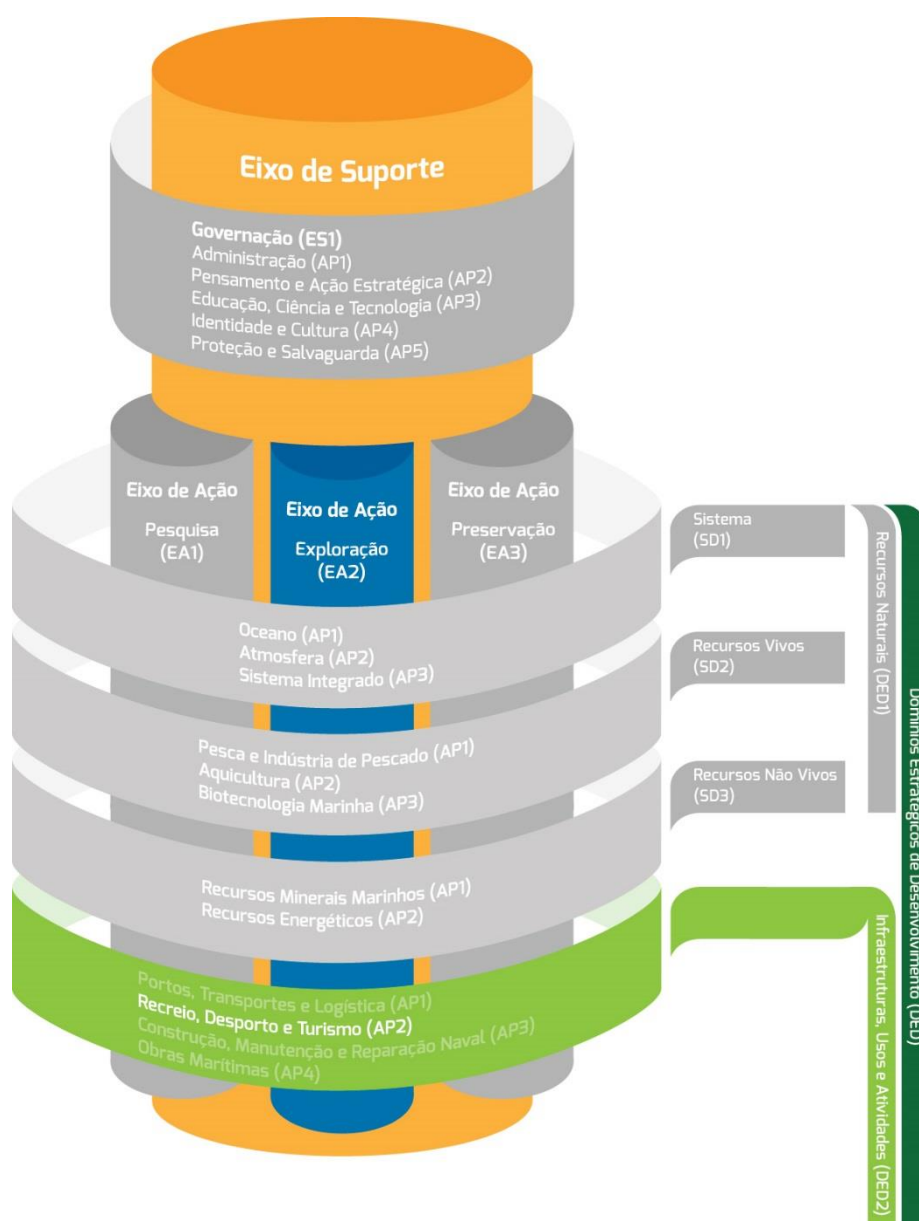 Eixo de Suporte
Governação (ES1)
Administração (AP1)
Pensamento e Ação Estratégica (AP2)
Educação, Ciência e Tecnologia (AP3)
Identidade e Cultura (AP4)
Proteção e Salvaguarda (AP5)
Eixo de Ação
Pesquisa
(EA1)
Eixo de Ação
Exploração
(EA2)
Eixo de Ação
Preservação
(EA3)
Oceano (AP1)
Atmosfera (AP2)
Sistema Integrado (AP3)
Pesca e Indústria de Pescado (AP1)
Aquicultura (AP2)
Biotecnologia Marinha (AP3)
Recursos Minerais Marinhos (AP1)
Recursos Energéticos (AP2)
Portos, Transportes e Logística (AP1)
Recreio, Desporto e Turismo (AP2)
Construção, Manutenção e Reparação Naval (AP3)
Obras Marítimas (AP4)
Sistema
(SD1)
Recursos Vivos
(SD2)
Recursos Não Vivos
(SD3)
Recursos Naturais (DED1)
Infraestruturas, Usos e Atividades (DED2)
Domínios Estratégicos de Desenvolvimento (DED)